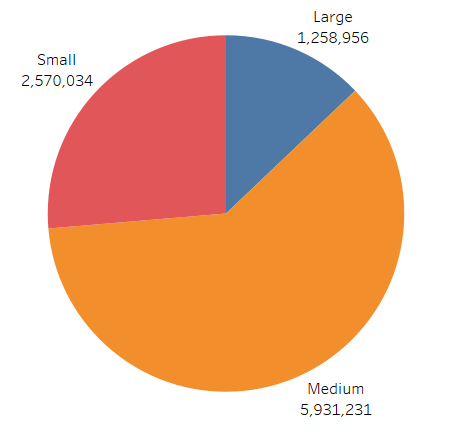 Large
1,258,956
Small
2,570,034
Medium
5,931,231